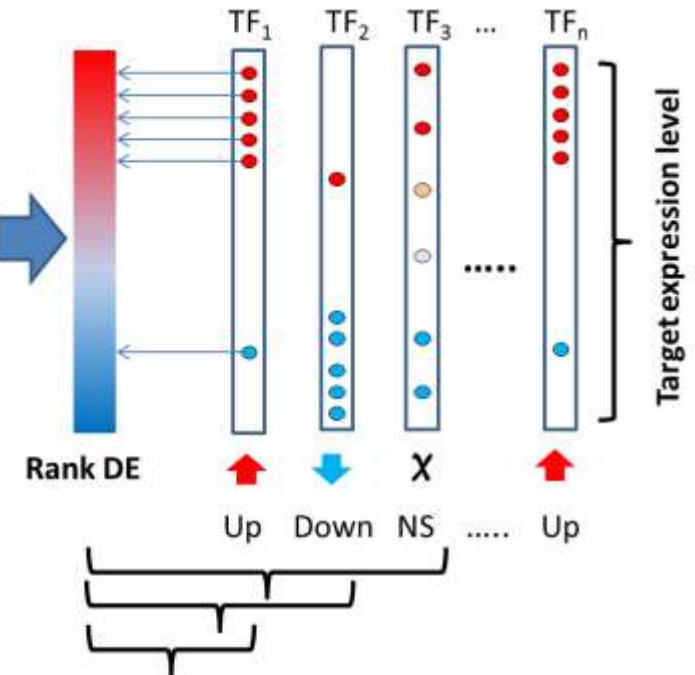 TF1 TF2 TF3 ... TFn
Target expression level
.....
Rank DE
X
Up Down NS ..... Up